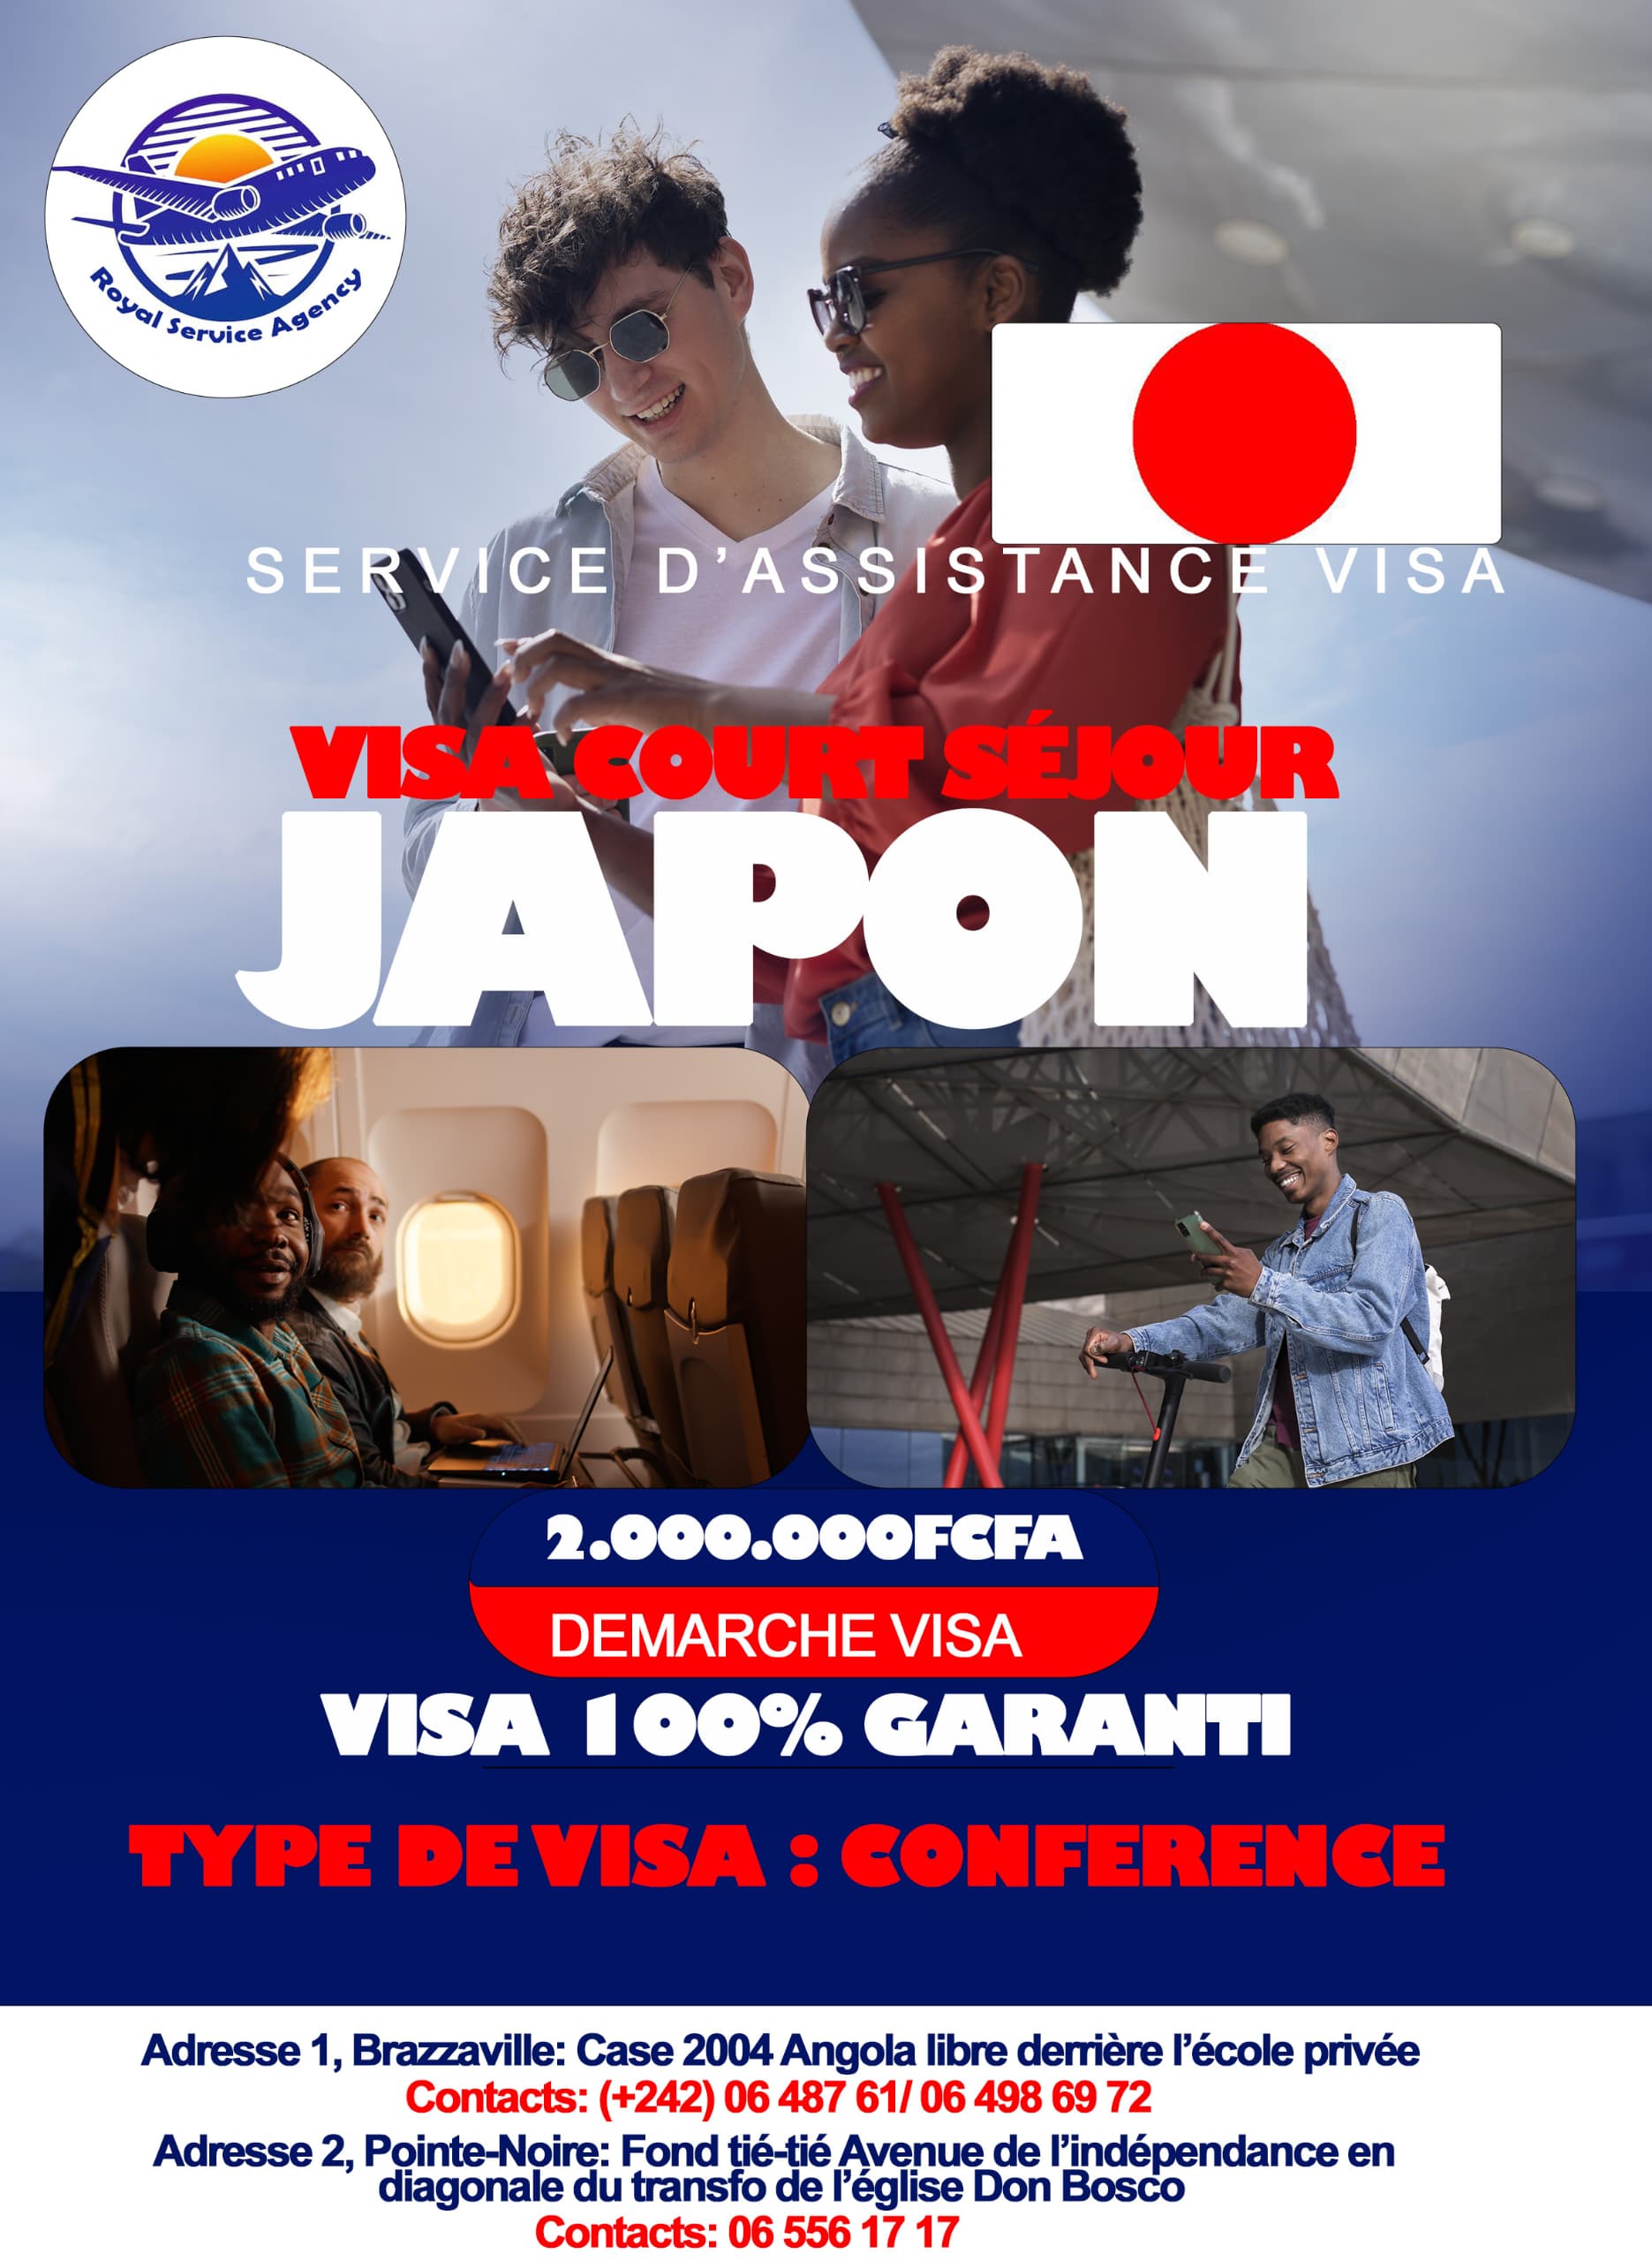 Royal Service Agency
SERVICE D'ASSISTANCE VISA
VISA COURT SÉJOUR
JAPON
2.000.000FCFA
DEMARCHE VISA
VISA 100% GARANTI
TYPE DE VISA : CONFERENCE
Adresse 1, Brazzaville: Case 2004 Angola libre derrière l'école privée
Contacts: (+242) 06 487 61/ 06 498 69 72
Adresse 2, Pointe-Noire: Fond tié-tié Avenue de l'indépendance en
diagonale du transfo de l'église Don Bosco
Contacts: 06 556 17 17